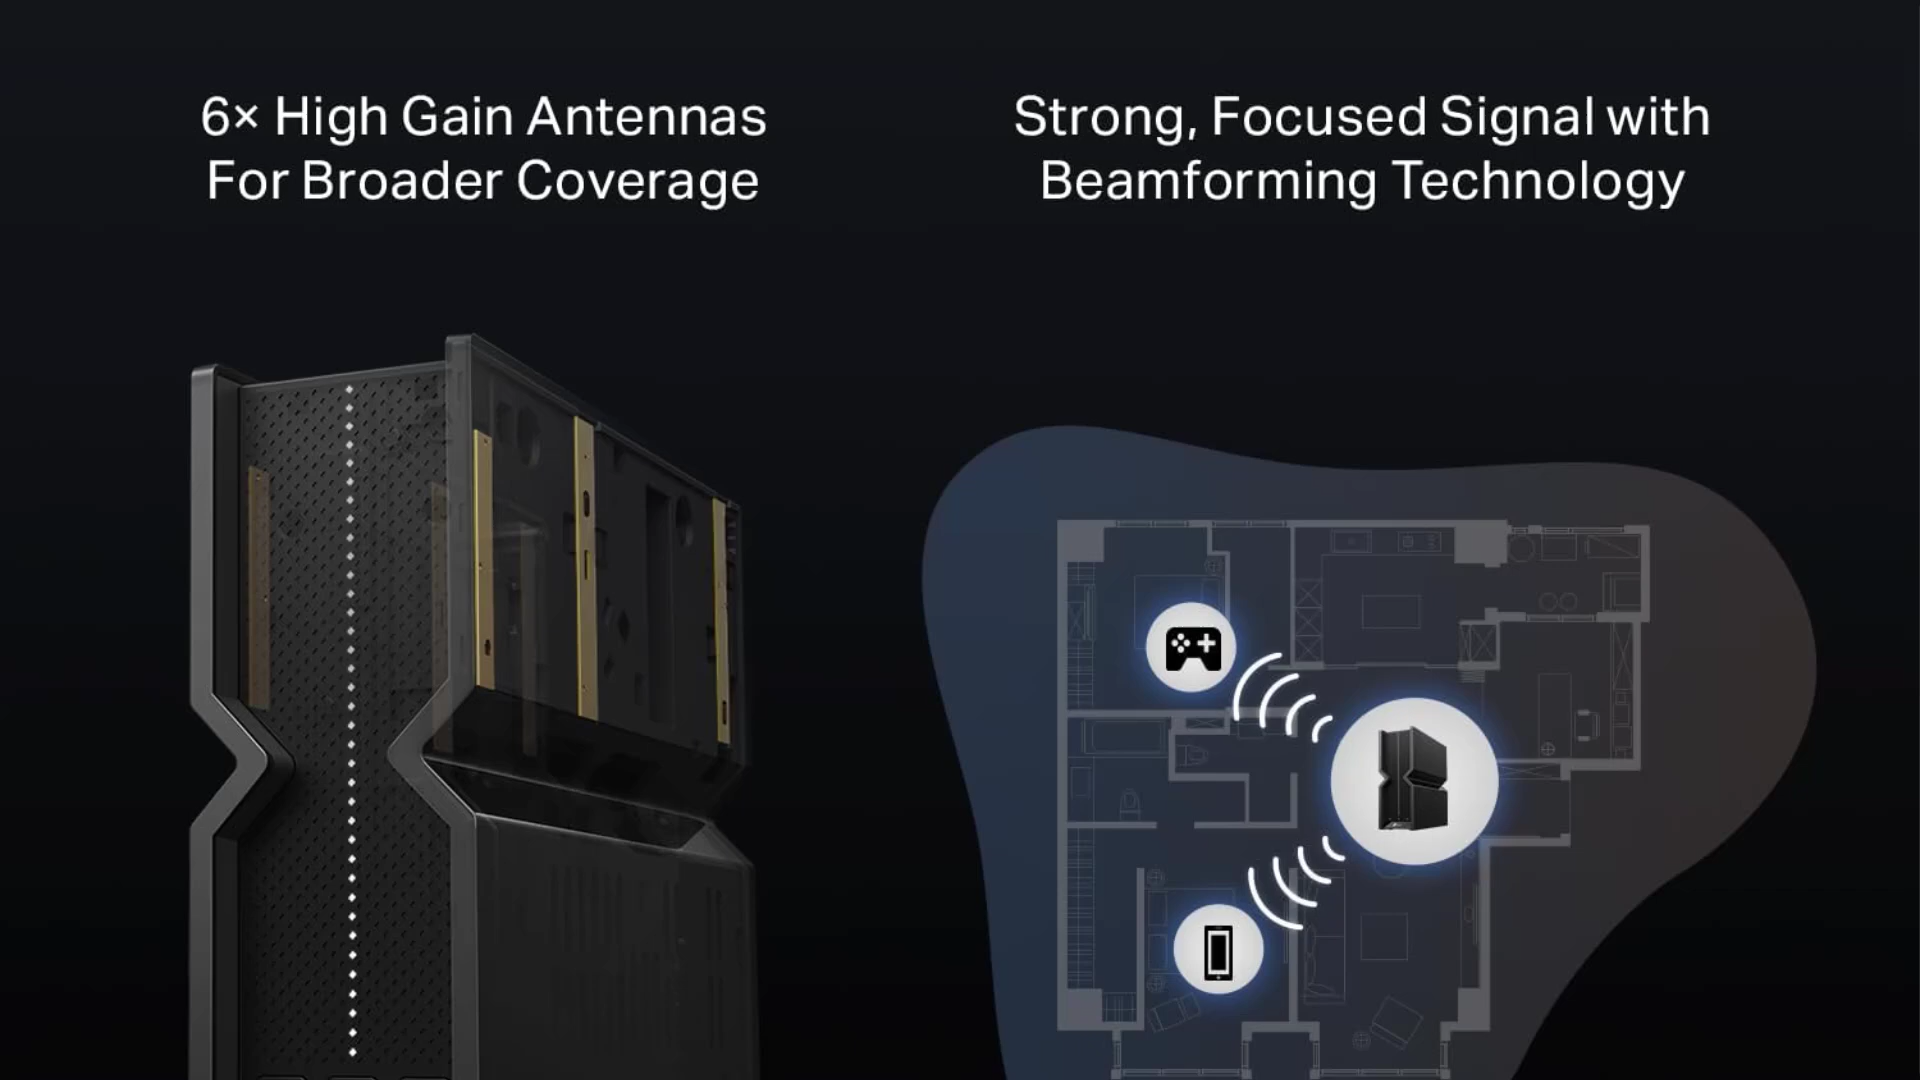 6× High Gain Antennas
For Broader Coverage
Strong, Focused Signal with
Beamforming Technology